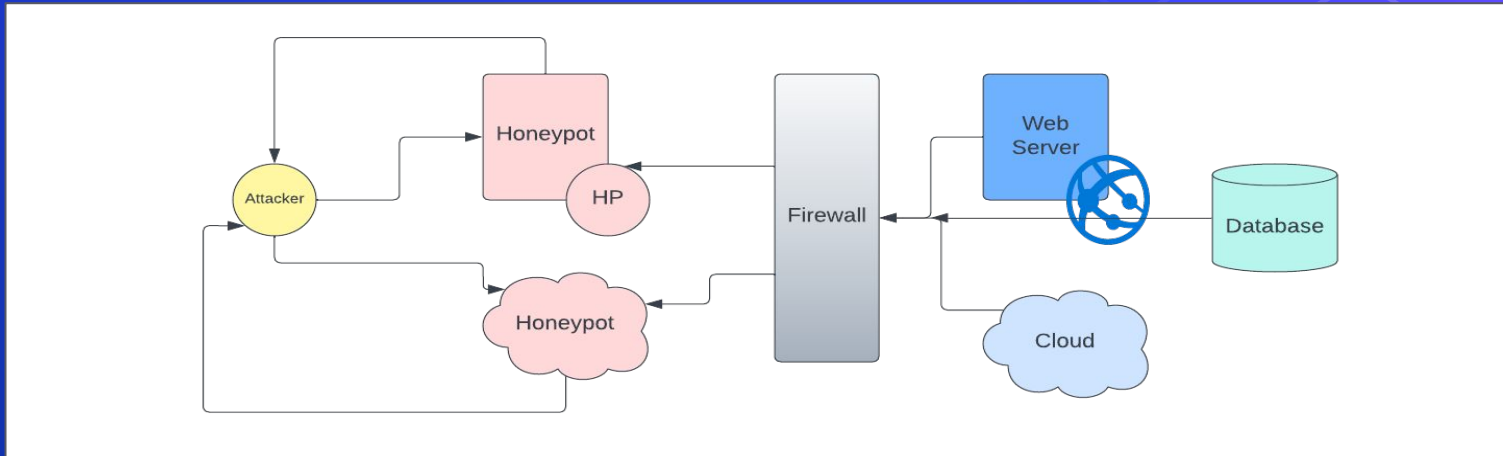 Honeypot
Web
Server
Attacker
HP
Firewall
Database
Honeypot
Cloud